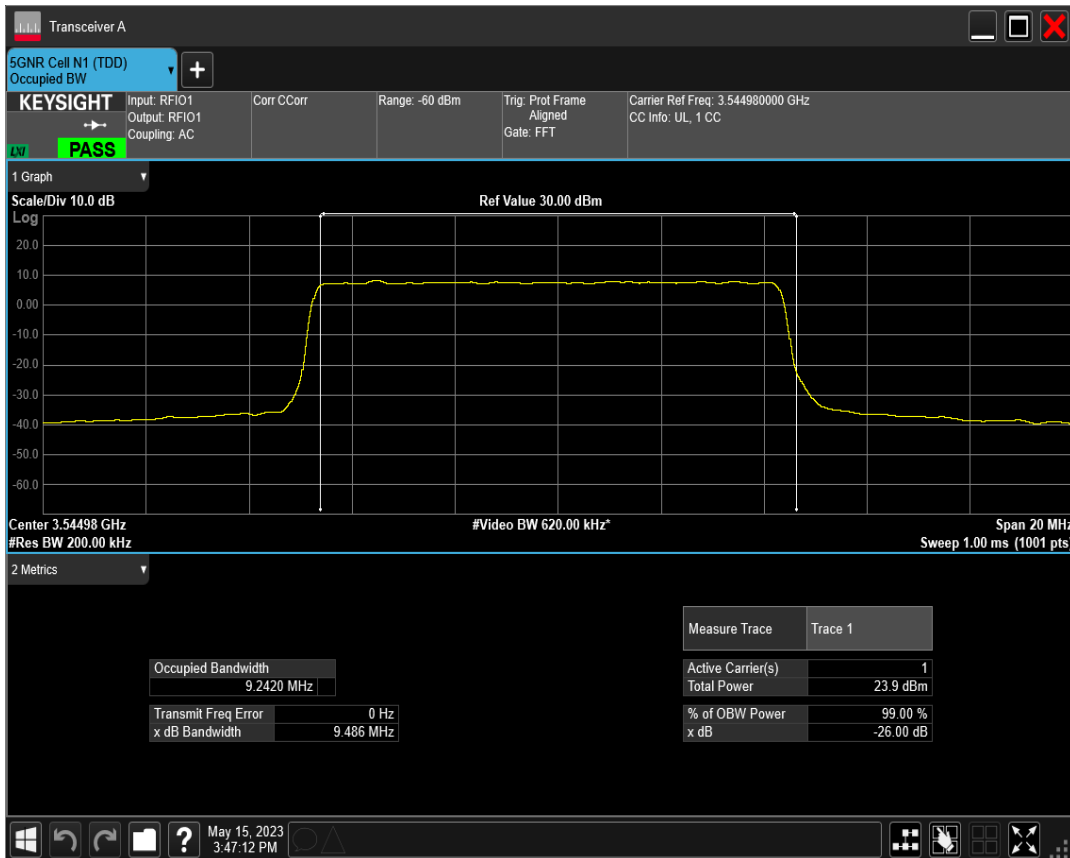 Transceiver A
5GNR Cell N1 (TDD)
Occupied BW
+
KEYSIGHT
LXI
PASS
Input: RFIO1
Output: RFIO1
Coupling: AC
Corr CCorr
Range: -60 dBm
Trig: Prot Frame
Aligned
Gate: FFT
Carrier Ref Freq: 3.544980000 GHz
CC Info: UL, 1 CC
1 Graph
Scale/Div 10.0 dB
Ref Value 30.00 dBm
Log
20.0
10.0
0.00
-10.0
-20.0
-30.0
-40.0
-50.0
-60.0
Center 3.54498 GHz
#Video BW 620.00 kHz*
Span 20 MHz
#Res BW 200.00 kHz
Sweep 1.00 ms (1001 pts)
2 Metrics
Measure Trace Trace 1
Occupied Bandwidth
9.2420 MHz
Active Carrier(s) 1
Total Power 23.9 dBm
Transmit Freq Error 0 Hz
x dB Bandwidth 9.486 MHz
% of OBW Power 99.00 %
x dB -26.00 dB
?
May 15, 2023
3:47:12 PM